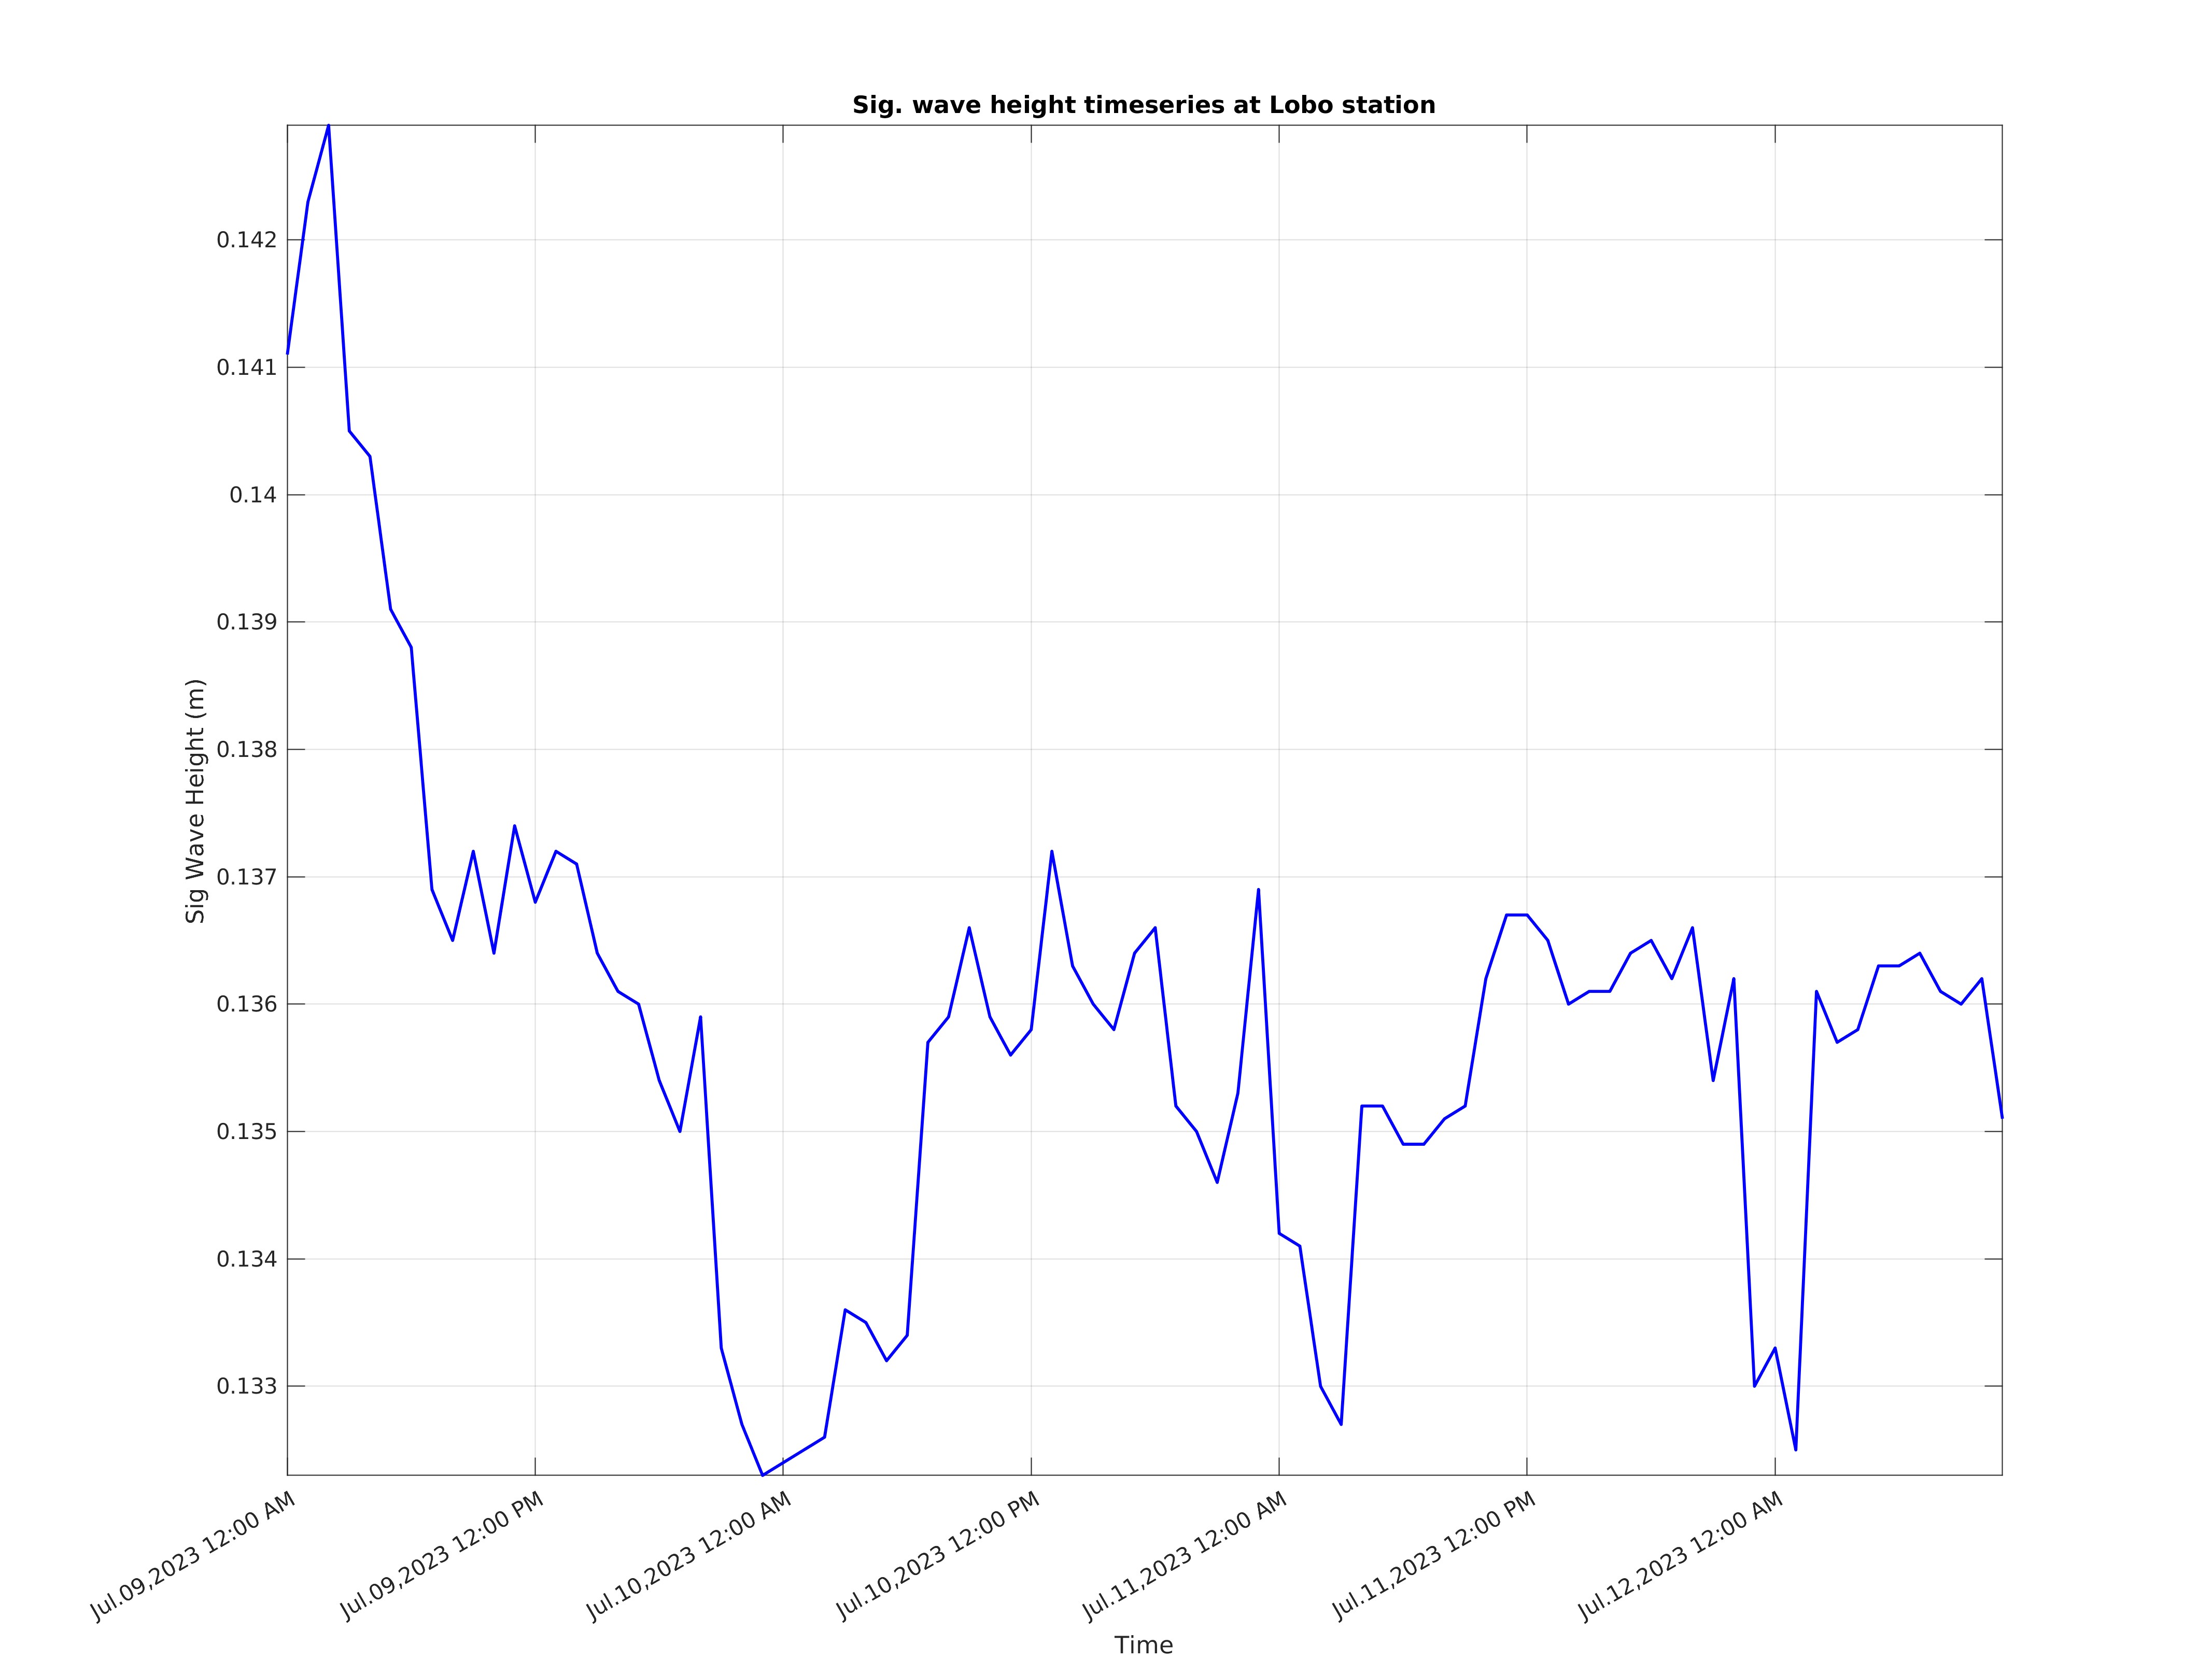 Sig. wave height timeseries at Lobo station
Sig Wave Height (m)
0.142
0.141
0.14
0.139
0.138
0.137
0.136
0.135
0.134
0.133
Jul.09,2023 12:00 AM
Jul.09,2023 12:00 PM
Jul.10,2023 12:00 AM
Jul.10,2023 12:00 PM
Jul.11,2023 12:00 AM
Jul.11,2023 12:00 PM
Jul.12,2023 12:00 AM
Time